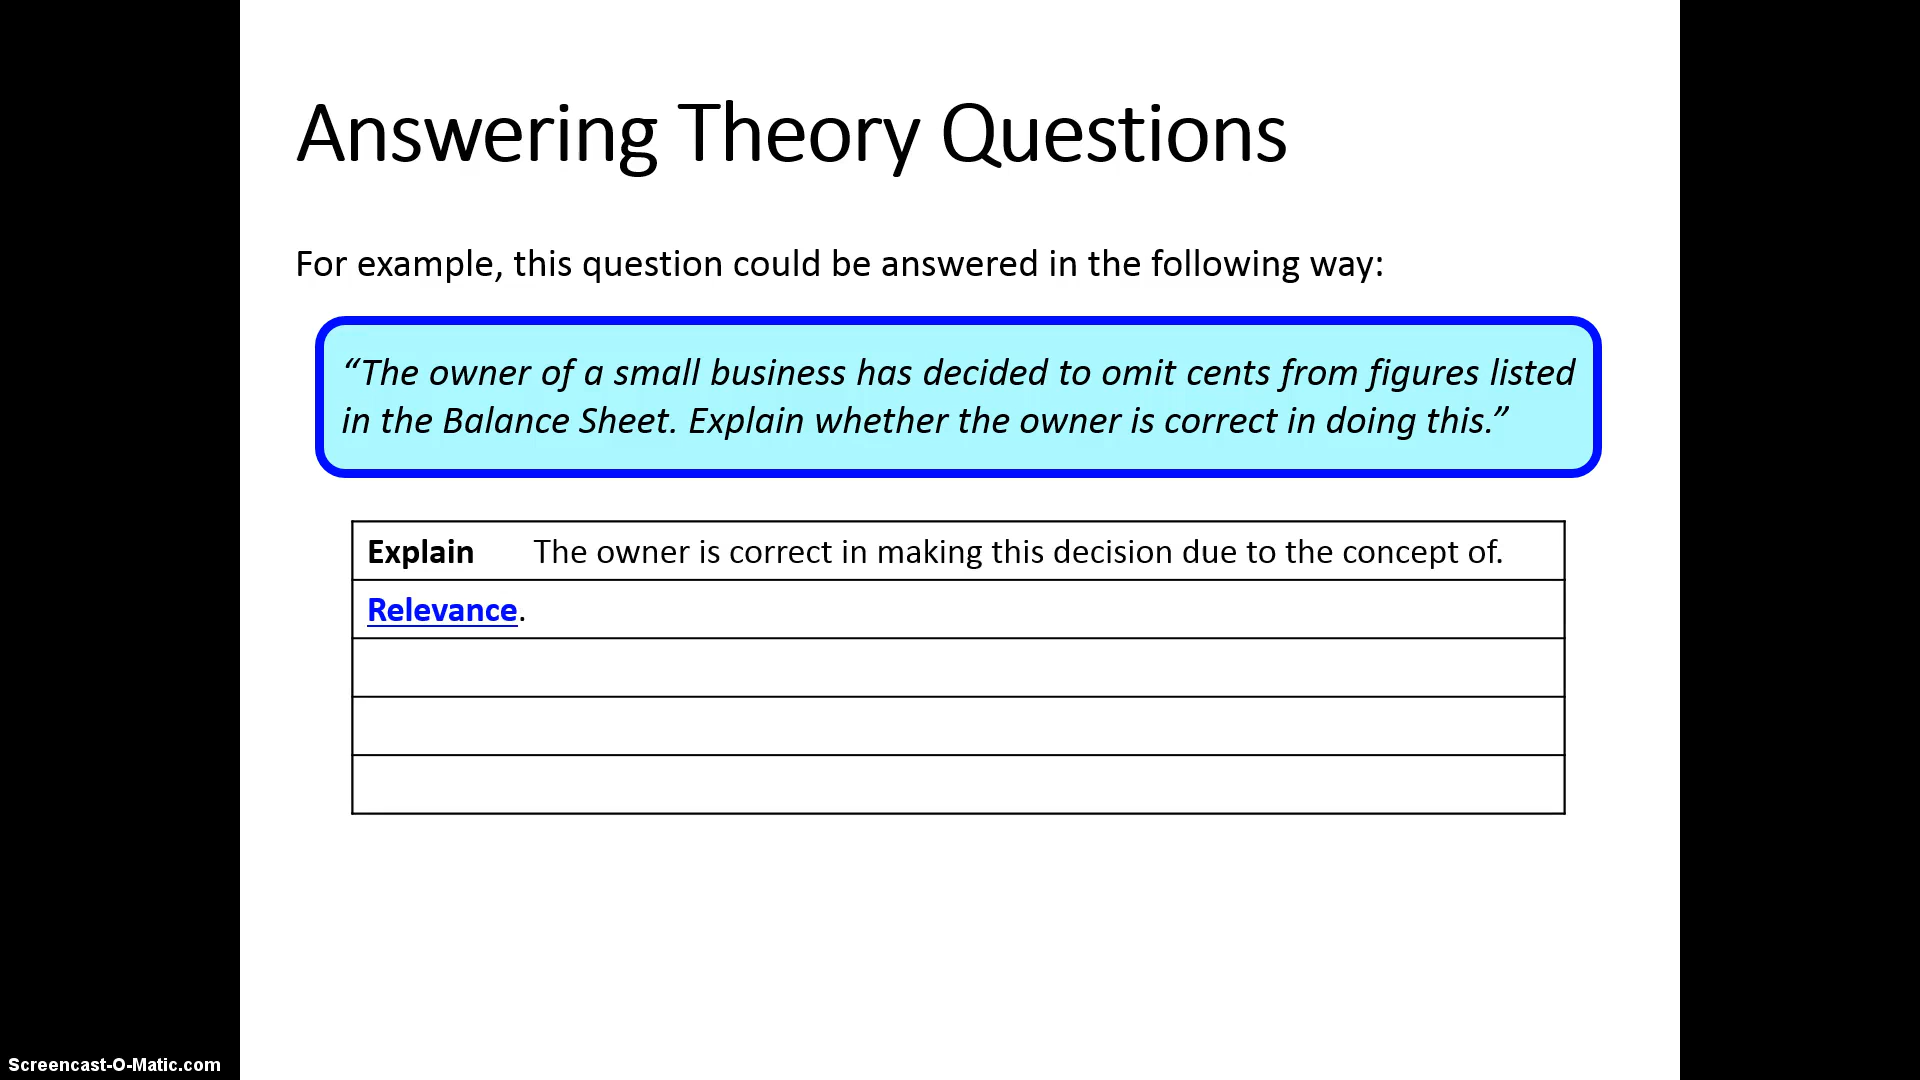 Answering Theory Questions
For example, this question could be answered in the following way:
“The owner of a small business has decided to omit cents from figures listed
in the Balance Sheet. Explain whether the owner is correct in doing this.”
Explain The owner is correct in making this decision due to the concept of.
Relevance.
Screencast-O-Matic.com